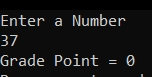 Enter a Number
37
Grade Point = 0